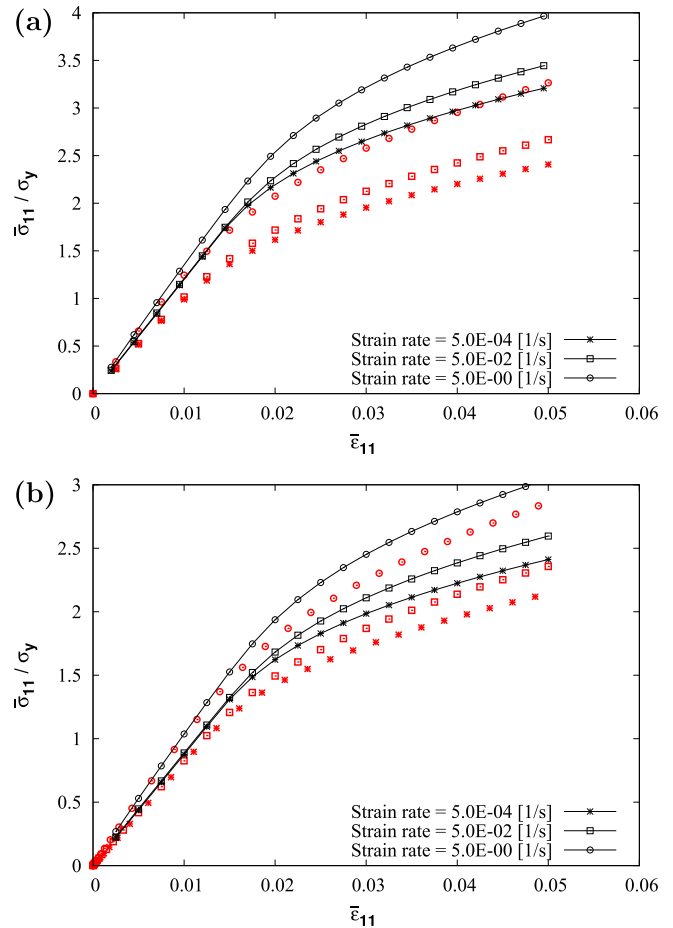 (a)
4
3.5
3
2.5
2
1.5
1
0.5
0
σ̅₁₁ / σ_y
Strain rate = 5.0E-04 [1/s]
Strain rate = 5.0E-02 [1/s]
Strain rate = 5.0E-00 [1/s]
0 0.01 0.02 0.03 0.04 0.05 0.06
ε̅₁₁
(b)
3
2.5
2
1.5
1
0.5
0
σ̅₁₁ / σ_y
Strain rate = 5.0E-04 [1/s]
Strain rate = 5.0E-02 [1/s]
Strain rate = 5.0E-00 [1/s]
0 0.01 0.02 0.03 0.04 0.05 0.06
ε̅₁₁